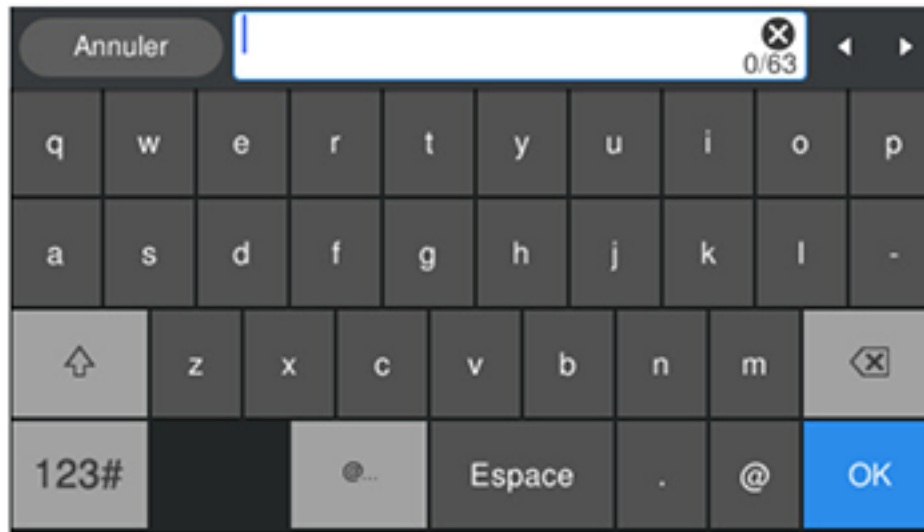 Annuler 0/63
q w e r t y u i o p
a s d f g h j k l -
z x c v b n m
123# @... Espace . @ OK